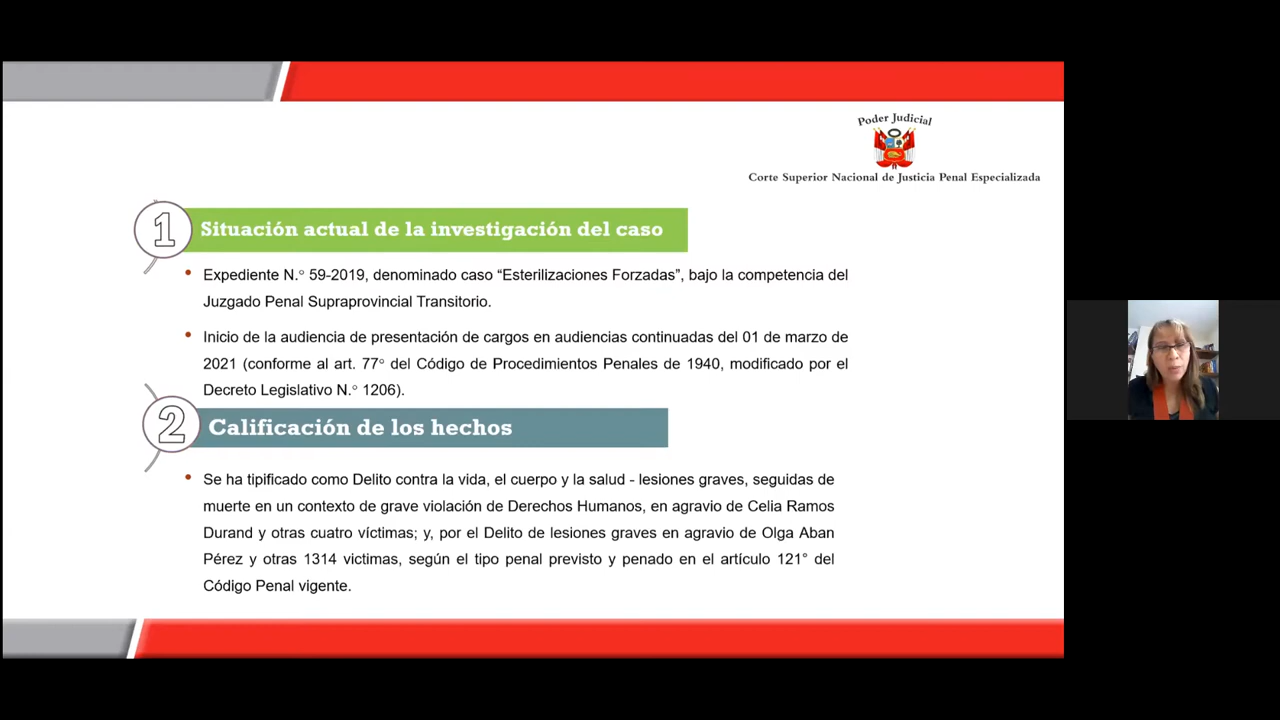 Poder Judicial
Corte Superior Nacional de Justicia Penal Especializada
1 Situación actual de la investigación del caso
• Expediente N.° 59-2019, denominado caso “Esterilizaciones Forzadas”, bajo la competencia del
Juzgado Penal Supraprovincial Transitorio.
• Inicio de la audiencia de presentación de cargos en audiencias continuadas del 01 de marzo de
2021 (conforme al art. 77° del Código de Procedimientos Penales de 1940, modificado por el
Decreto Legislativo N.° 1206).
2 Calificación de los hechos
• Se ha tipificado como Delito contra la vida, el cuerpo y la salud - lesiones graves, seguidas de
muerte en un contexto de grave violación de Derechos Humanos, en agravio de Celia Ramos
Durand y otras cuatro víctimas; y, por el Delito de lesiones graves en agravio de Olga Aban
Pérez y otras 1314 victimas, según el tipo penal previsto y penado en el artículo 121° del
Código Penal vigente.